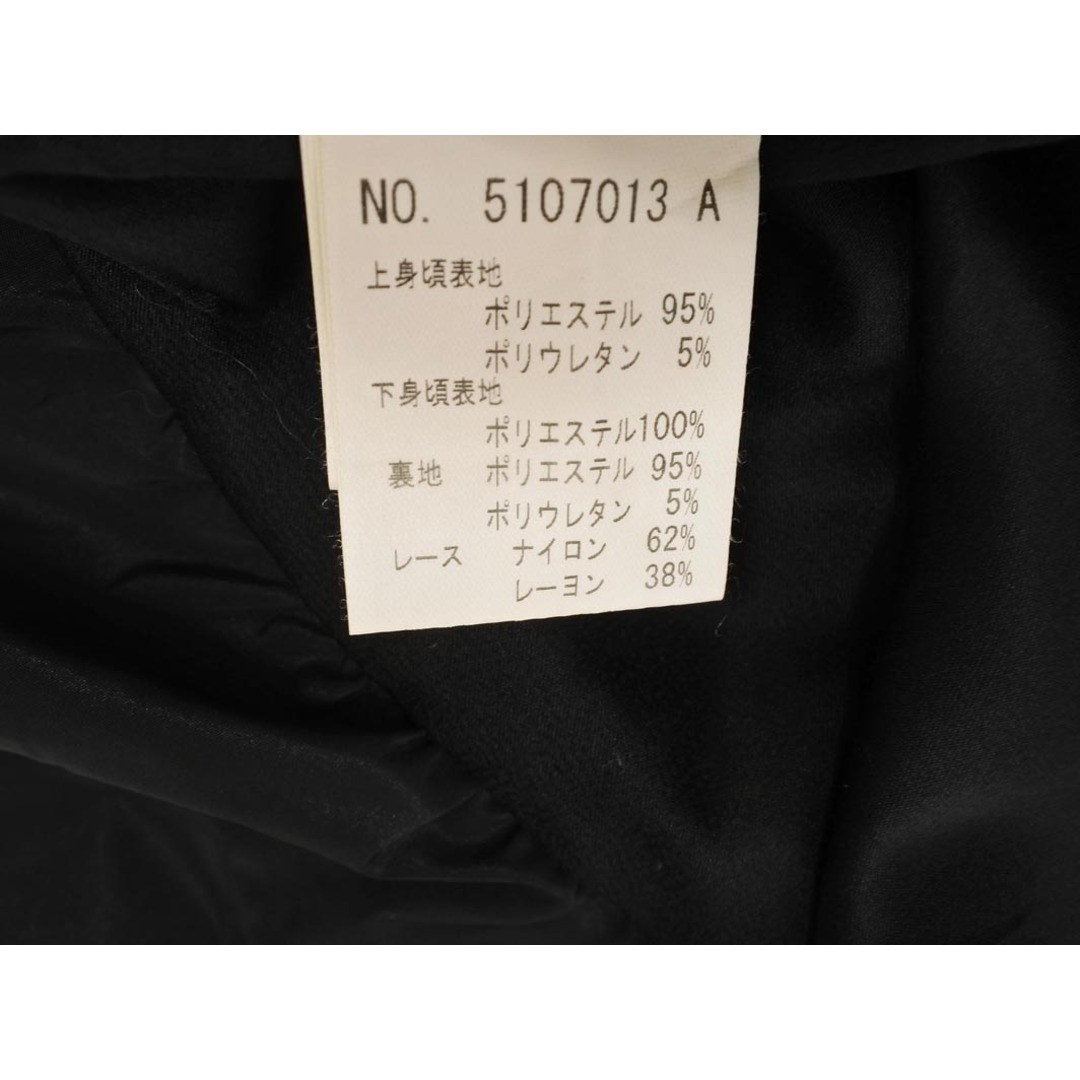 NO. 5107013 A
上身頃表地
ポリエステル 95%
ポリウレタン 5%
下身頃表地
ポリエステル100%
裏地 ポリエステル 95%
ポリウレタン 5%
レース ナイロン 62%
レーヨン 38%